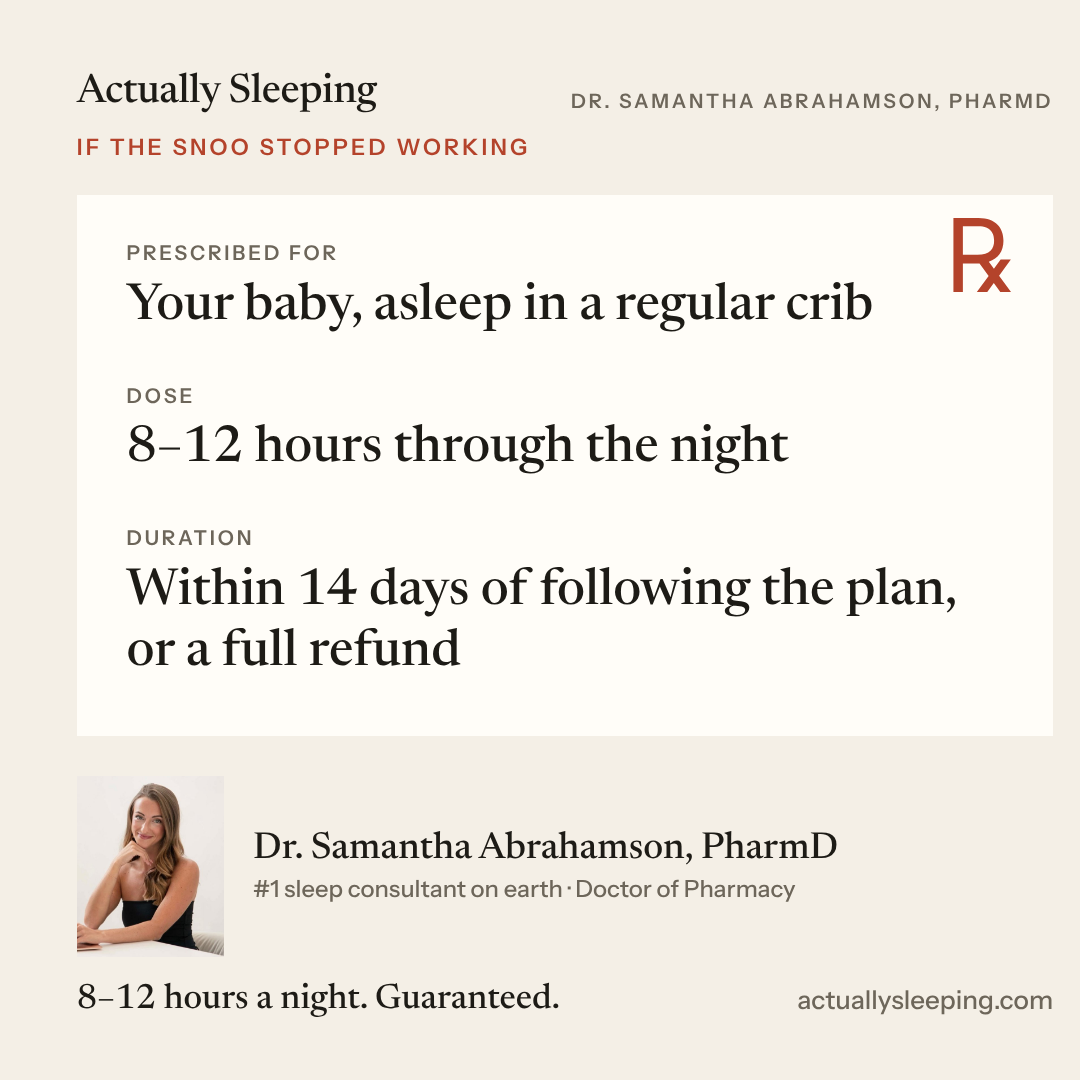 Actually Sleeping
DR. SAMANTHA ABRAHAMSON, PHARMD
IF THE SNOO STOPPED WORKING
PRESCRIBED FOR
Rx
Your baby, asleep in a regular crib
DOSE
8–12 hours through the night
DURATION
Within 14 days of following the plan,
or a full refund
Dr. Samantha Abrahamson, PharmD
#1 sleep consultant on earth · Doctor of Pharmacy
8–12 hours a night. Guaranteed.
actuallysleeping.com